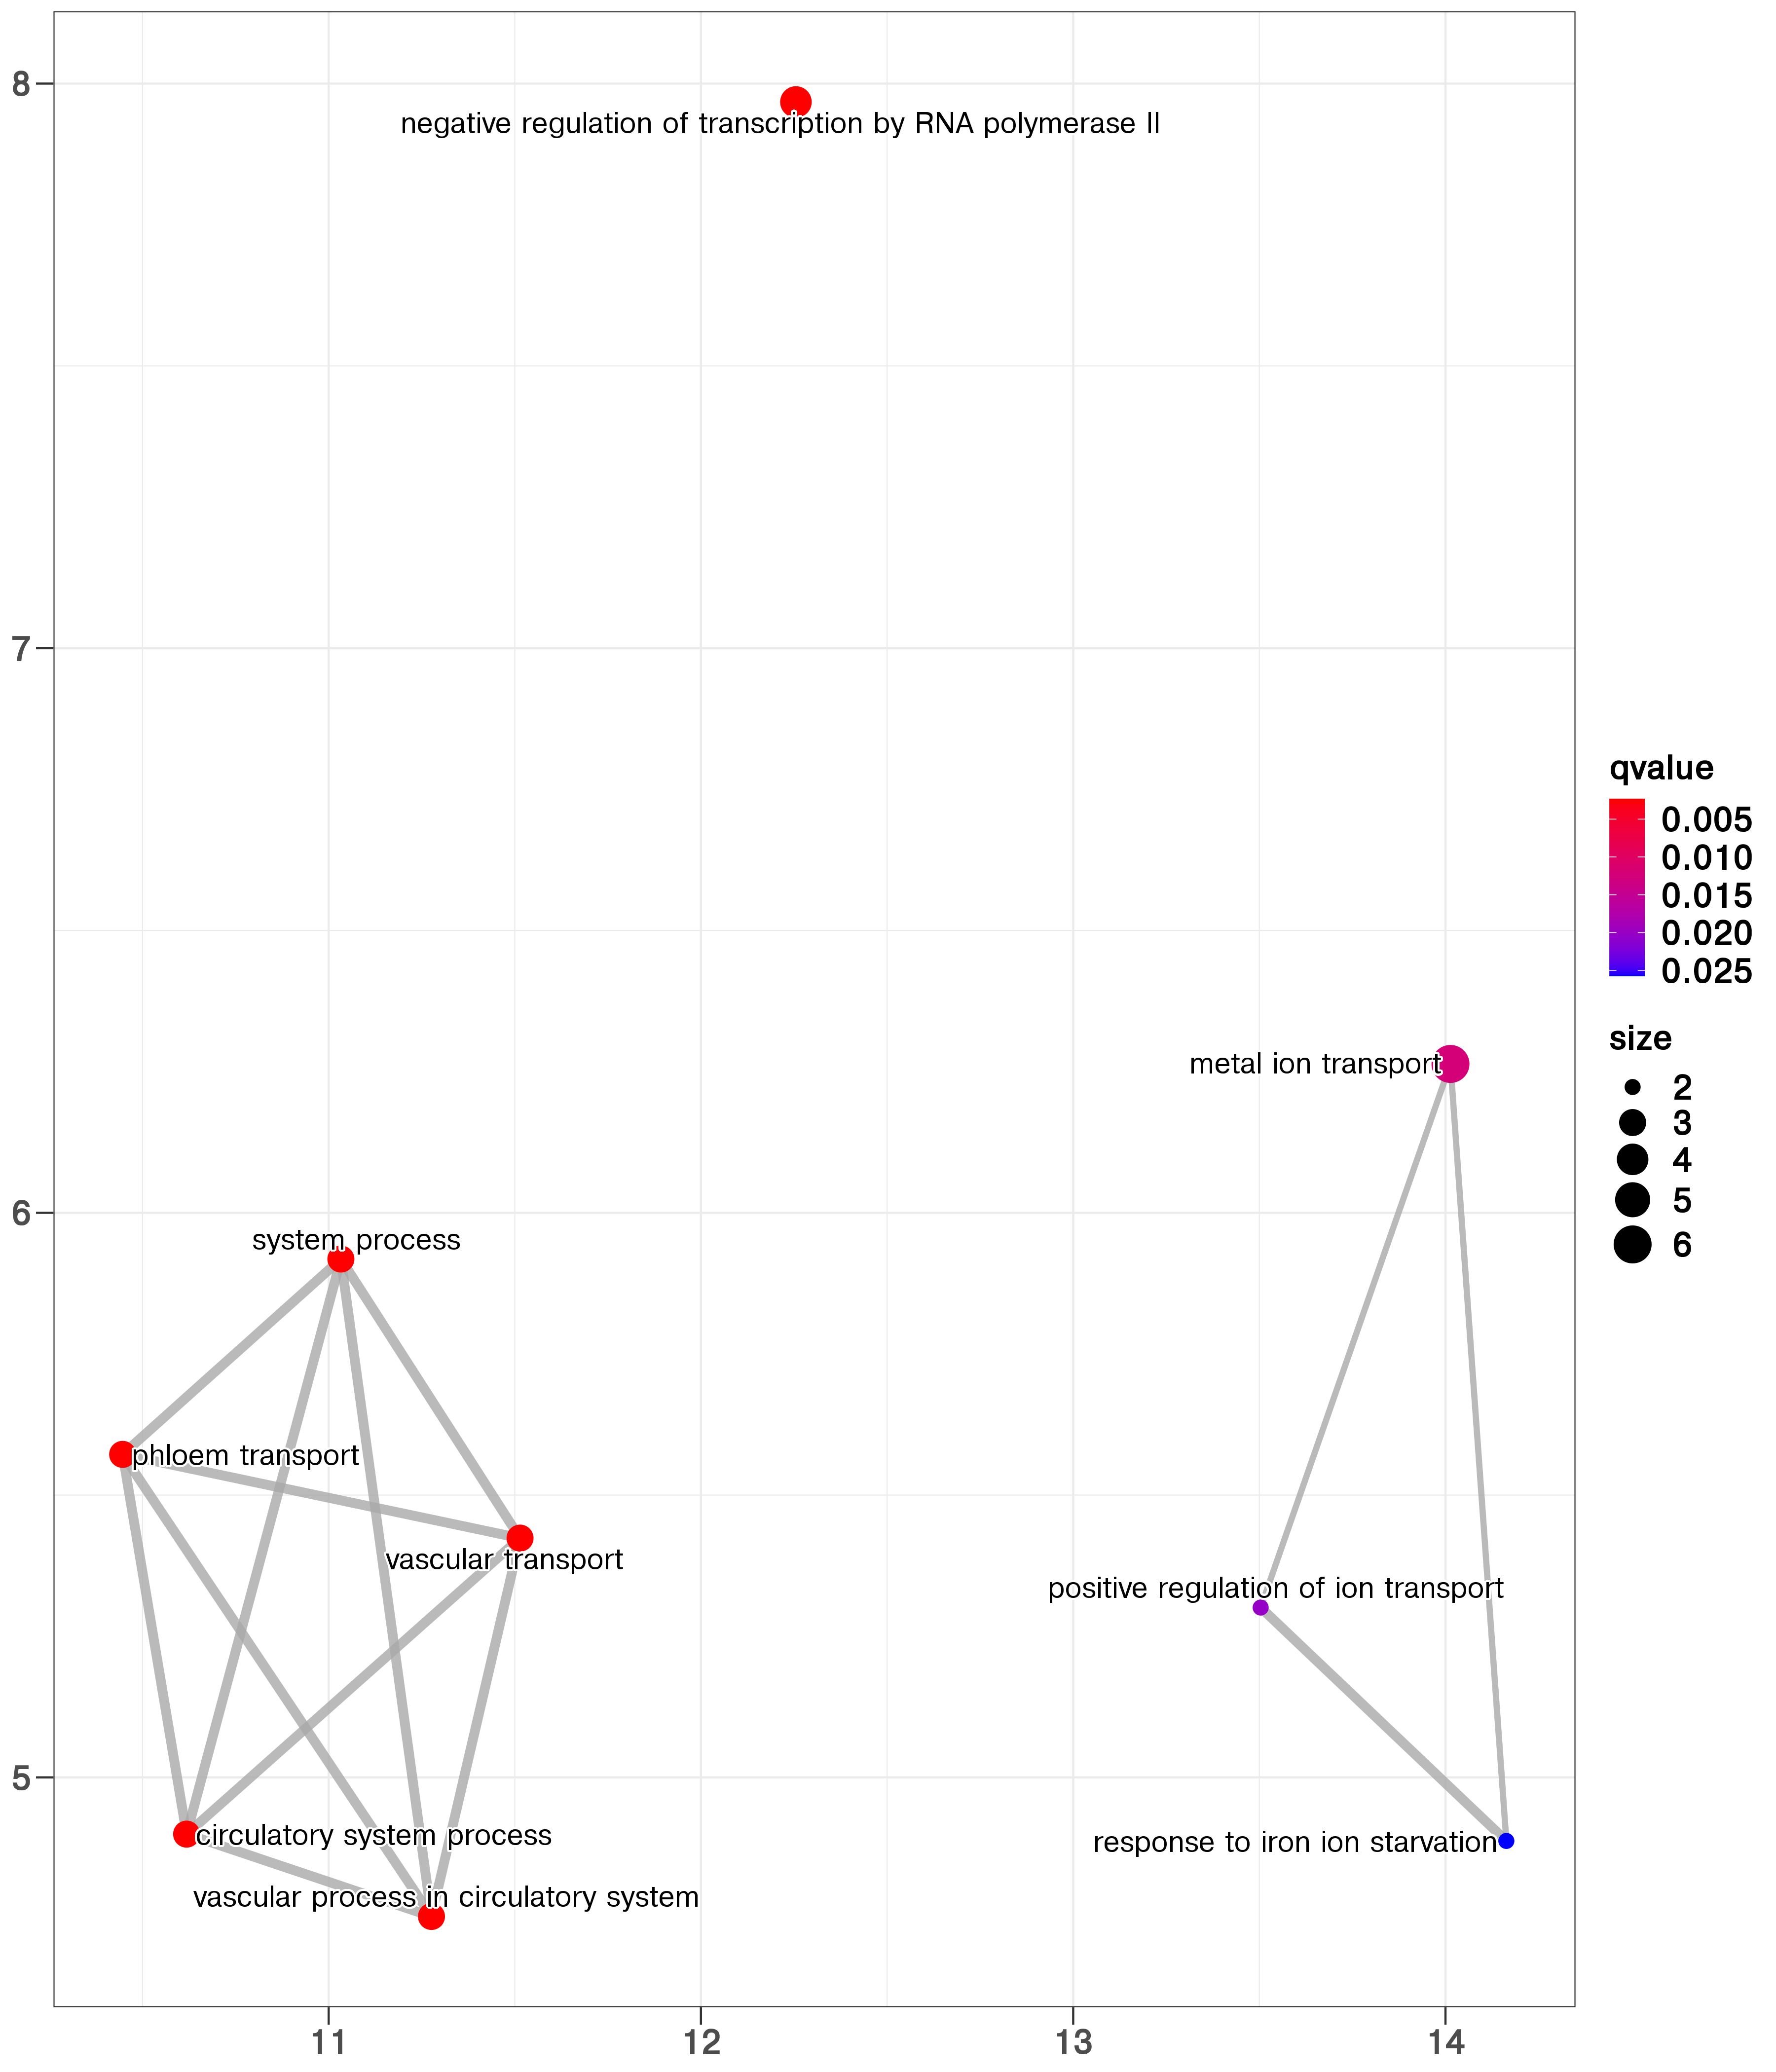 8
negative regulation of transcription by RNA polymerase II
7
qvalue
0.005
0.010
0.015
0.020
0.025
size
2
3
4
5
6
metal ion transport
6
system process
phloem transport
vascular transport
positive regulation of ion transport
5
circulatory system process
response to iron ion starvation
vascular process in circulatory system
11 12 13 14